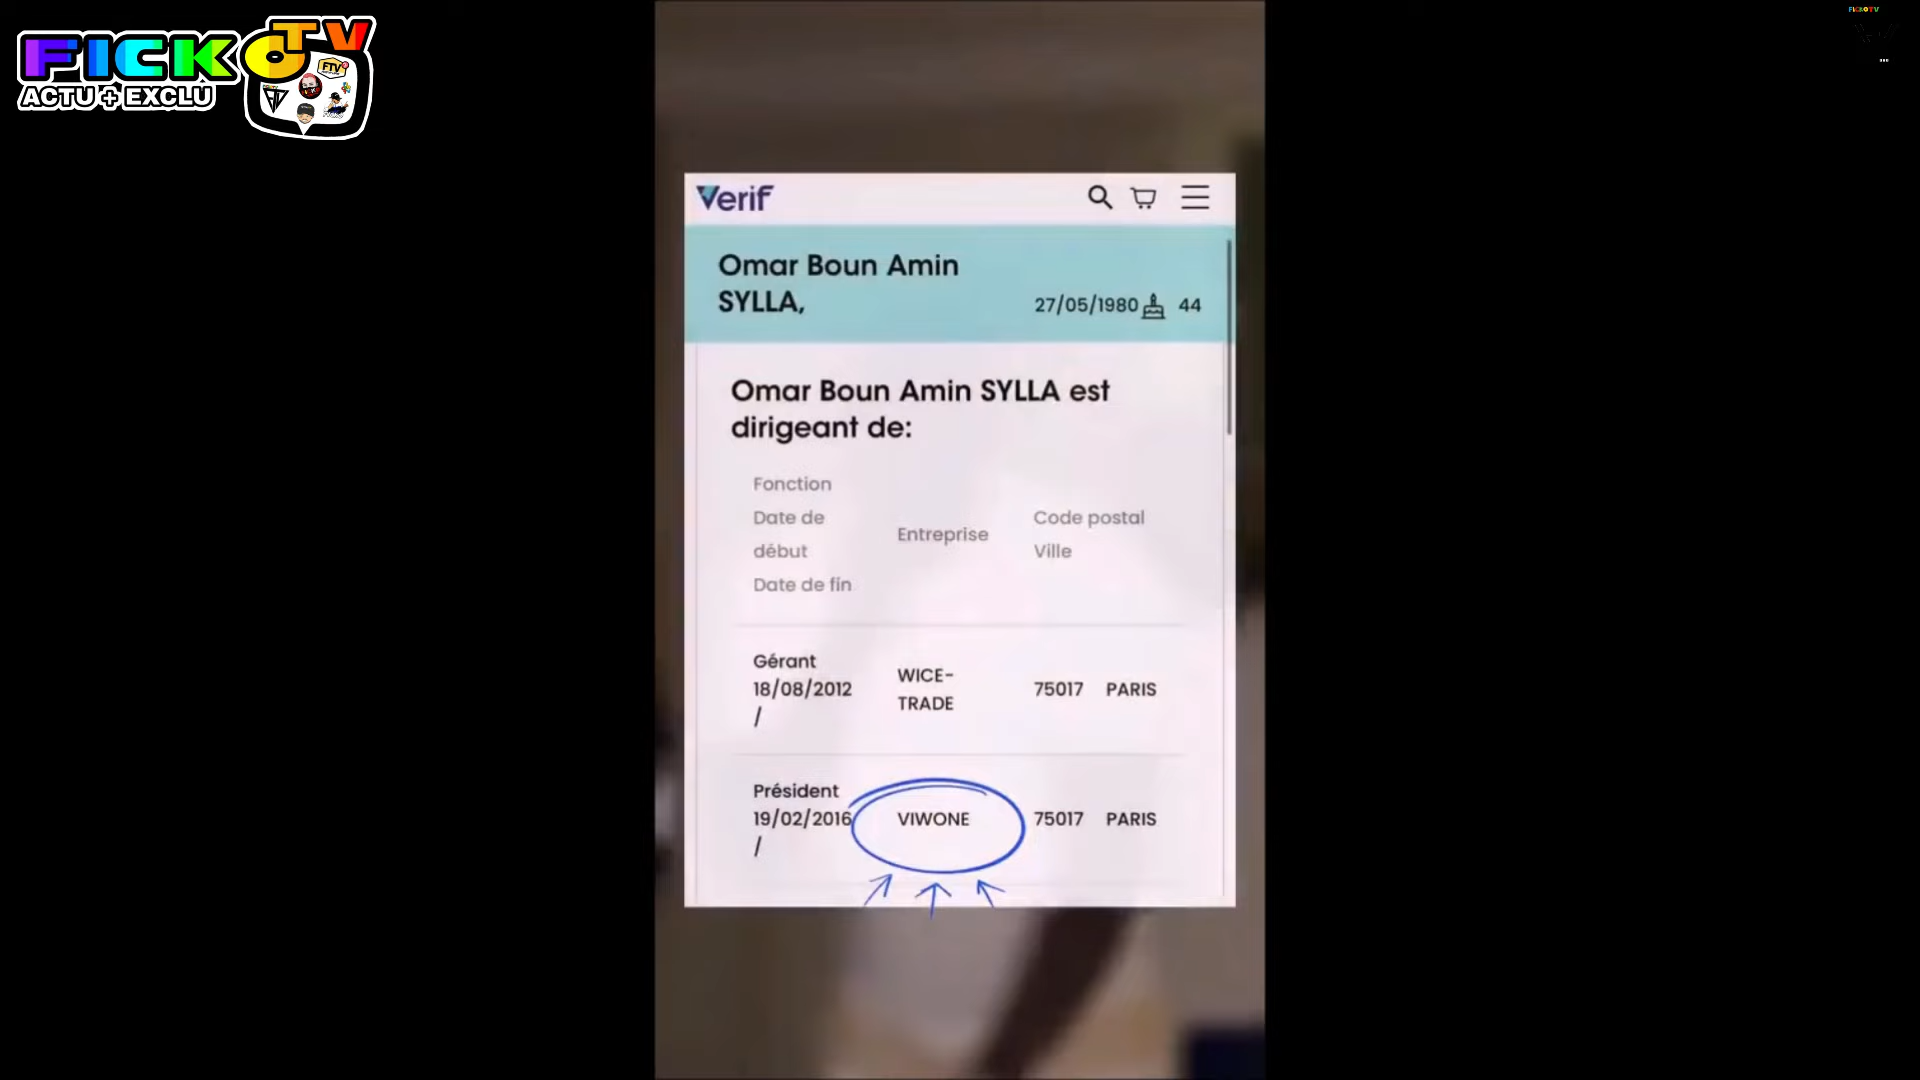 FICKO TV
ACTU + EXCLU
FTV
FICKOTV
Verif
Omar Boun Amin
SYLLA,
27/05/1980 44
Omar Boun Amin SYLLA est
dirigeant de:
Fonction
Date de
début
Date de fin
Entreprise
Code postal
Ville
Gérant
18/08/2012
/
WICE-
TRADE
75017 PARIS
Président
19/02/2016
/
VIWONE
75017 PARIS